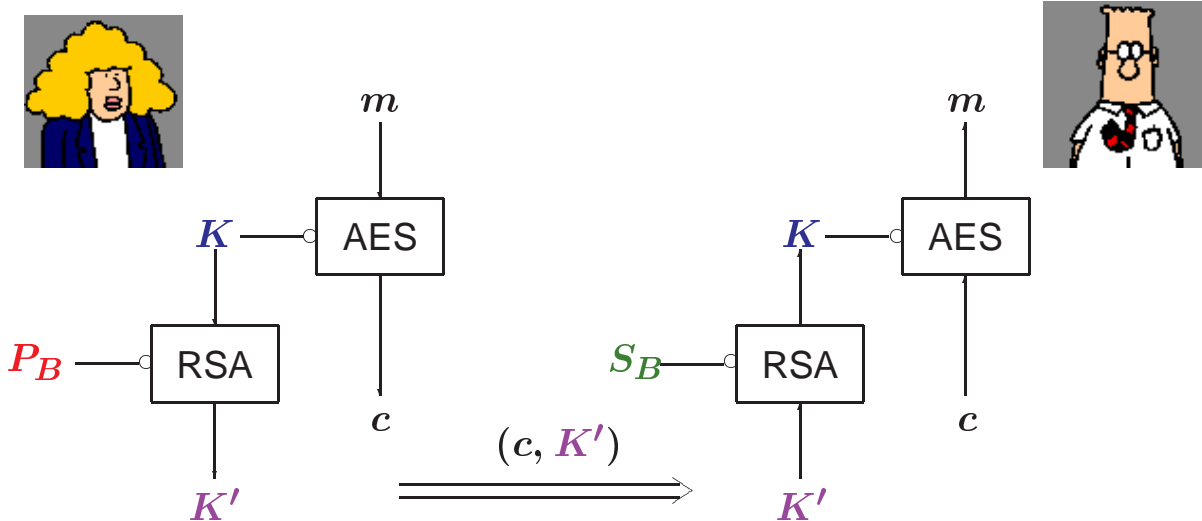 m m
K AES K AES
P_B RSA S_B RSA
c c
(c, K′)
K′ K′